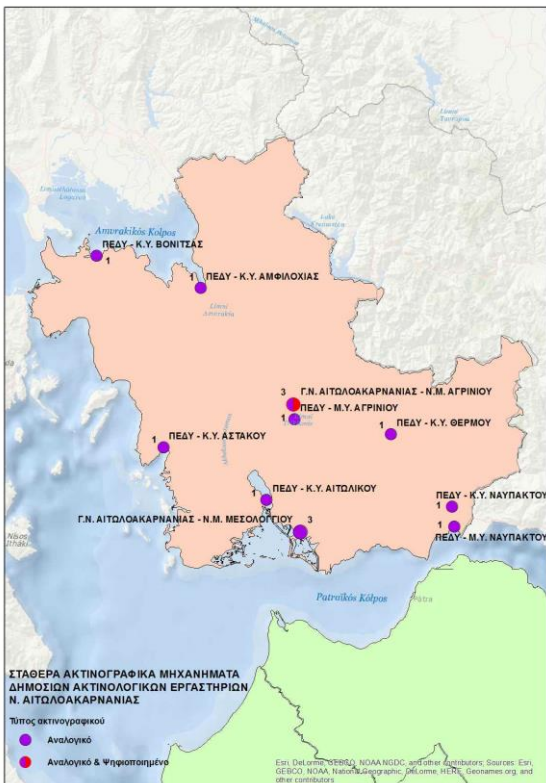 Amvrakikós Kolpos
ΠΕΔΥ - Κ.Υ. ΒΟΝΙΤΣΑΣ
1
1
ΠΕΔΥ - Κ.Υ. ΑΜΦΙΛΟΧΙΑΣ
3
Γ.Ν. ΑΙΤΩΛΟΑΚΑΡΝΑΝΙΑΣ - Ν.Μ. ΑΓΡΙΝΙΟΥ
ΠΕΔΥ - Μ.Υ. ΑΓΡΙΝΙΟΥ
1
ΠΕΔΥ - Κ.Υ. ΘΕΡΜΟΥ
1
ΠΕΔΥ - Κ.Υ. ΑΣΤΑΚΟΥ
1
ΠΕΔΥ - Κ.Υ. ΑΙΤΩΛΙΚΟΥ
1
ΠΕΔΥ - Κ.Υ. ΝΑΥΠΑΚΤΟΥ
1
Γ.Ν. ΑΙΤΩΛΟΑΚΑΡΝΑΝΙΑΣ - Ν.Μ. ΜΕΣΟΛΟΓΓΙΟΥ
3
1
ΠΕΔΥ - Μ.Υ. ΝΑΥΠΑΚΤΟΥ
Nísos
Itháki
Patraïkós Kólpos
ΣΤΑΘΕΡΑ ΑΚΤΙΝΟΓΡΑΦΙΚΑ ΜΗΧΑΝΗΜΑΤΑ
ΔΗΜΟΣΙΩΝ ΑΚΤΙΝΟΛΟΓΙΚΩΝ ΕΡΓΑΣΤΗΡΙΩΝ
Ν. ΑΙΤΩΛΟΑΚΑΡΝΑΝΙΑΣ
Τύπος ακτινογραφικού
Αναλογικό
Αναλογικό & Ψηφιοποιημένο
Esri, DeLorme, GEBCO, NOAA NGDC, and other contributors; Sources: Esri,
GEBCO, NOAA, National Geographic, DeLorme, HERE, Geonames.org, and
other contributors